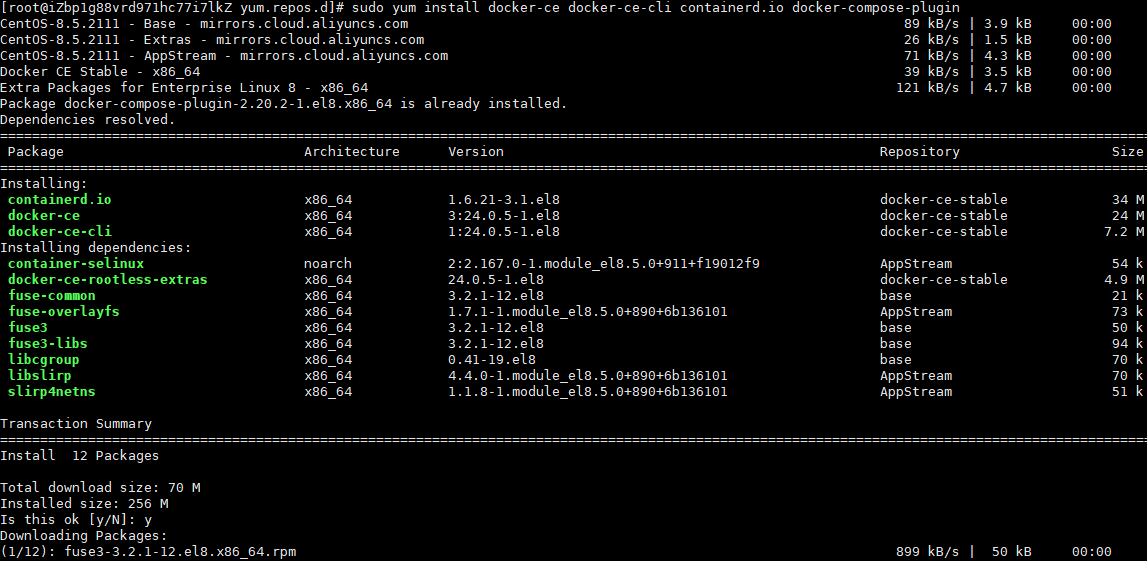 [root@iZbp1g88vrd971hc77i7lkZ yum.repos.d]# sudo yum install docker-ce docker-ce-cli containerd.io docker-compose-plugin
CentOS-8.5.2111 - Base - mirrors.cloud.aliyuncs.com 89 kB/s | 3.9 kB 00:00
CentOS-8.5.2111 - Extras - mirrors.cloud.aliyuncs.com 26 kB/s | 1.5 kB 00:00
CentOS-8.5.2111 - AppStream - mirrors.cloud.aliyuncs.com 71 kB/s | 4.3 kB 00:00
Docker CE Stable - x86_64 39 kB/s | 3.5 kB 00:00
Extra Packages for Enterprise Linux 8 - x86_64 121 kB/s | 4.7 kB 00:00
Package docker-compose-plugin-2.20.2-1.el8.x86_64 is already installed.
Dependencies resolved.
Package Architecture Version Repository Size
Installing:
containerd.io x86_64 1.6.21-3.1.el8 docker-ce-stable 34 M
docker-ce x86_64 3:24.0.5-1.el8 docker-ce-stable 24 M
docker-ce-cli x86_64 1:24.0.5-1.el8 docker-ce-stable 7.2 M
Installing dependencies:
container-selinux noarch 2:2.167.0-1.module_el8.5.0+911+f19012f9 AppStream 54 k
docker-ce-rootless-extras x86_64 24.0.5-1.el8 docker-ce-stable 4.9 M
fuse-common x86_64 3.2.1-12.el8 base 21 k
fuse-overlayfs x86_64 1.7.1-1.module_el8.5.0+890+6b136101 AppStream 73 k
fuse3 x86_64 3.2.1-12.el8 base 50 k
fuse3-libs x86_64 3.2.1-12.el8 base 94 k
libcgroup x86_64 0.41-19.el8 base 70 k
libslirp x86_64 4.4.0-1.module_el8.5.0+890+6b136101 AppStream 70 k
slirp4netns x86_64 1.1.8-1.module_el8.5.0+890+6b136101 AppStream 51 k
Transaction Summary
Install 12 Packages
Total download size: 70 M
Installed size: 256 M
Is this ok [y/N]: y
Downloading Packages:
(1/12): fuse3-3.2.1-12.el8.x86_64.rpm 899 kB/s | 50 kB 00:00